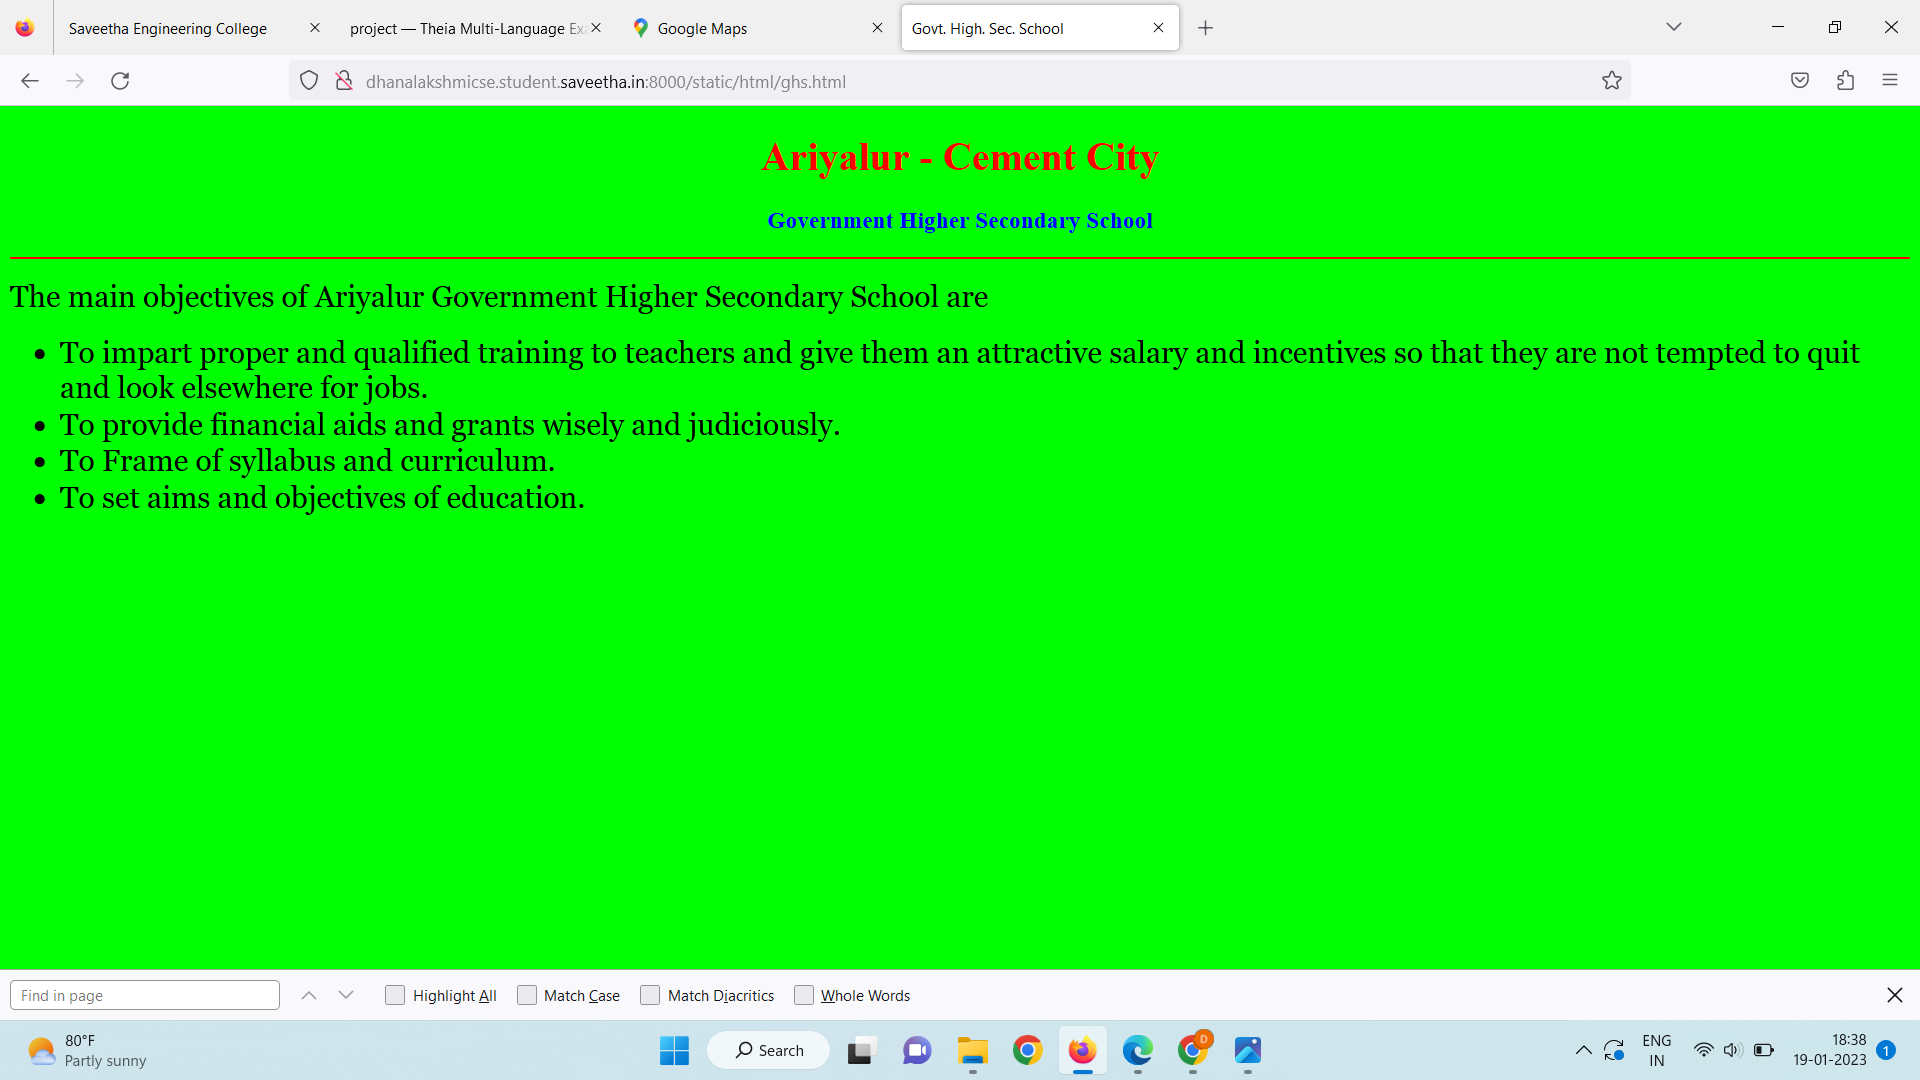 Saveetha Engineering College
project — Theia Multi-Language Ex
Google Maps
Govt. High. Sec. School
dhanalakshmicse.student.saveetha.in:8000/static/html/ghs.html
Ariyalur - Cement City
Government Higher Secondary School
The main objectives of Ariyalur Government Higher Secondary School are
To impart proper and qualified training to teachers and give them an attractive salary and incentives so that they are not tempted to quit
and look elsewhere for jobs.
To provide financial aids and grants wisely and judiciously.
To Frame of syllabus and curriculum.
To set aims and objectives of education.
Find in page
Highlight All
Match Case
Match Diacritics
Whole Words
80°F
Partly sunny
Search
D
ENG
IN
18:38
19-01-2023
1